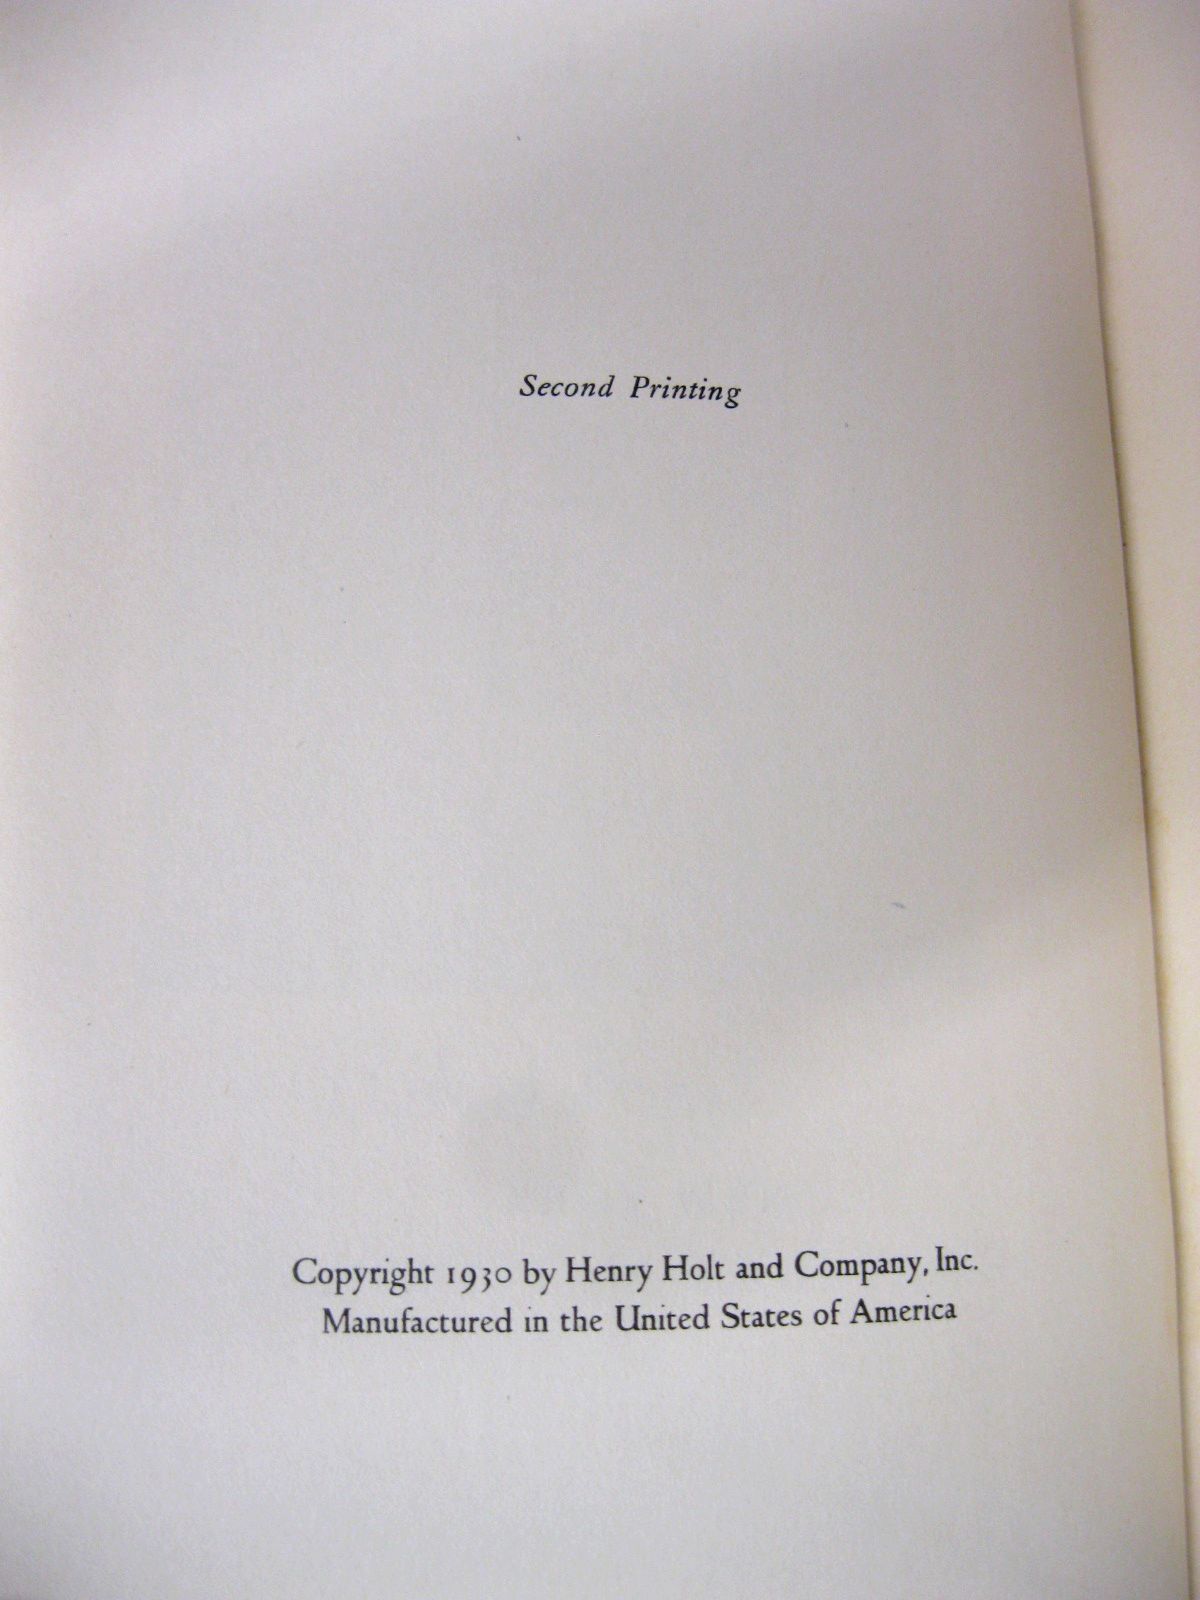 Second Printing
Copyright 1930 by Henry Holt and Company, Inc.
Manufactured in the United States of America